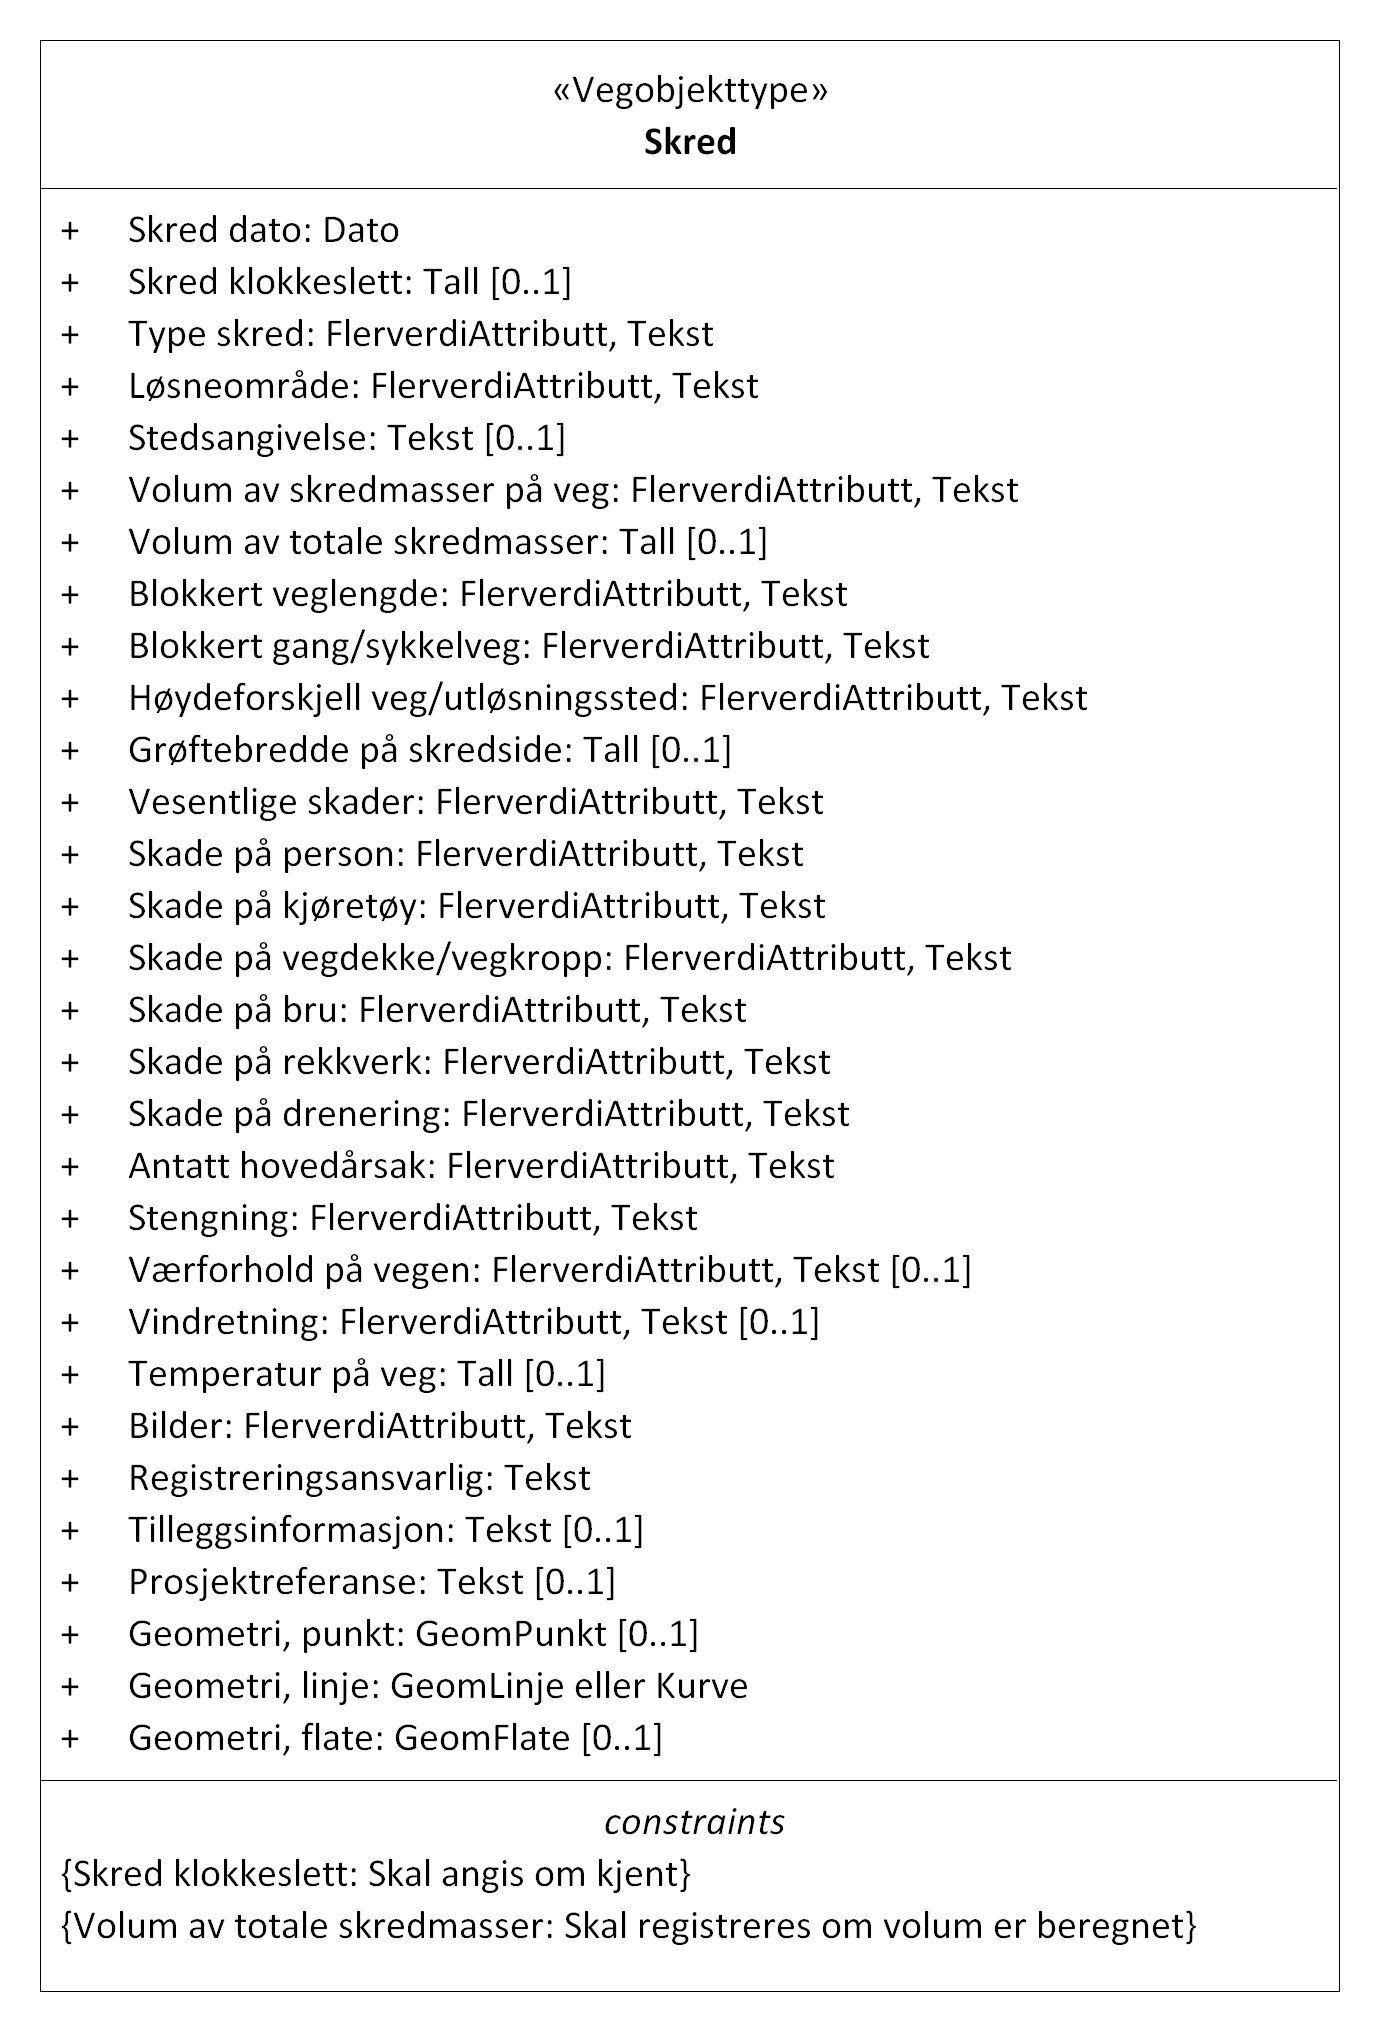 «Vegobjekttype»
Skred
+ Skred dato: Dato
+ Skred klokkeslett: Tall [0..1]
+ Type skred: FlerverdiAttributt, Tekst
+ Løsneområde: FlerverdiAttributt, Tekst
+ Stedsangivelse: Tekst [0..1]
+ Volum av skredmasser på veg: FlerverdiAttributt, Tekst
+ Volum av totale skredmasser: Tall [0..1]
+ Blokkert veglengde: FlerverdiAttributt, Tekst
+ Blokkert gang/sykkelveg: FlerverdiAttributt, Tekst
+ Høydeforskjell veg/utløsningssted: FlerverdiAttributt, Tekst
+ Grøftebredde på skredside: Tall [0..1]
+ Vesentlige skader: FlerverdiAttributt, Tekst
+ Skade på person: FlerverdiAttributt, Tekst
+ Skade på kjøretøy: FlerverdiAttributt, Tekst
+ Skade på vegdekke/vegkropp: FlerverdiAttributt, Tekst
+ Skade på bru: FlerverdiAttributt, Tekst
+ Skade på rekkverk: FlerverdiAttributt, Tekst
+ Skade på drenering: FlerverdiAttributt, Tekst
+ Antatt hovedårsak: FlerverdiAttributt, Tekst
+ Stengning: FlerverdiAttributt, Tekst
+ Værforhold på vegen: FlerverdiAttributt, Tekst [0..1]
+ Vindretning: FlerverdiAttributt, Tekst [0..1]
+ Temperatur på veg: Tall [0..1]
+ Bilder: FlerverdiAttributt, Tekst
+ Registreringsansvarlig: Tekst
+ Tilleggsinformasjon: Tekst [0..1]
+ Prosjektreferanse: Tekst [0..1]
+ Geometri, punkt: GeomPunkt [0..1]
+ Geometri, linje: GeomLinje eller Kurve
+ Geometri, flate: GeomFlate [0..1]
constraints
{Skred klokkeslett: Skal angis om kjent}
{Volum av totale skredmasser: Skal registreres om volum er beregnet}